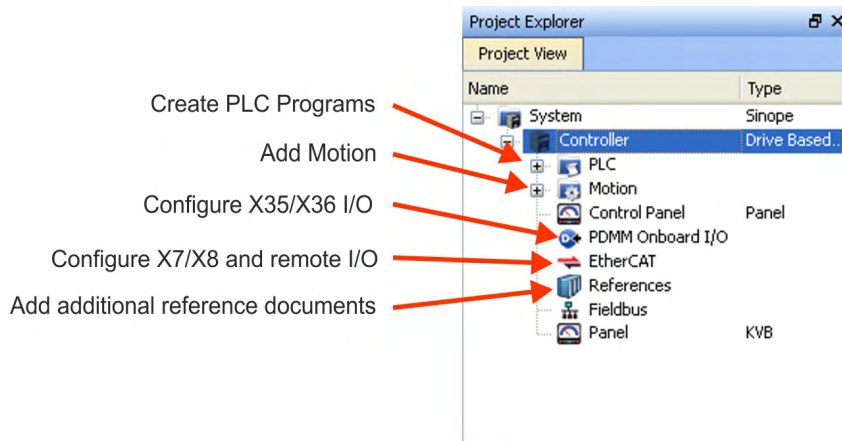 Project Explorer
Project View
Name Type
System Sinope
Controller Drive Based...
Create PLC Programs
PLC
Add Motion
Motion
Configure X35/X36 I/O
Control Panel Panel
PDMM Onboard I/O
Configure X7/X8 and remote I/O
EtherCAT
Add additional reference documents
References
Fieldbus
Panel KVB